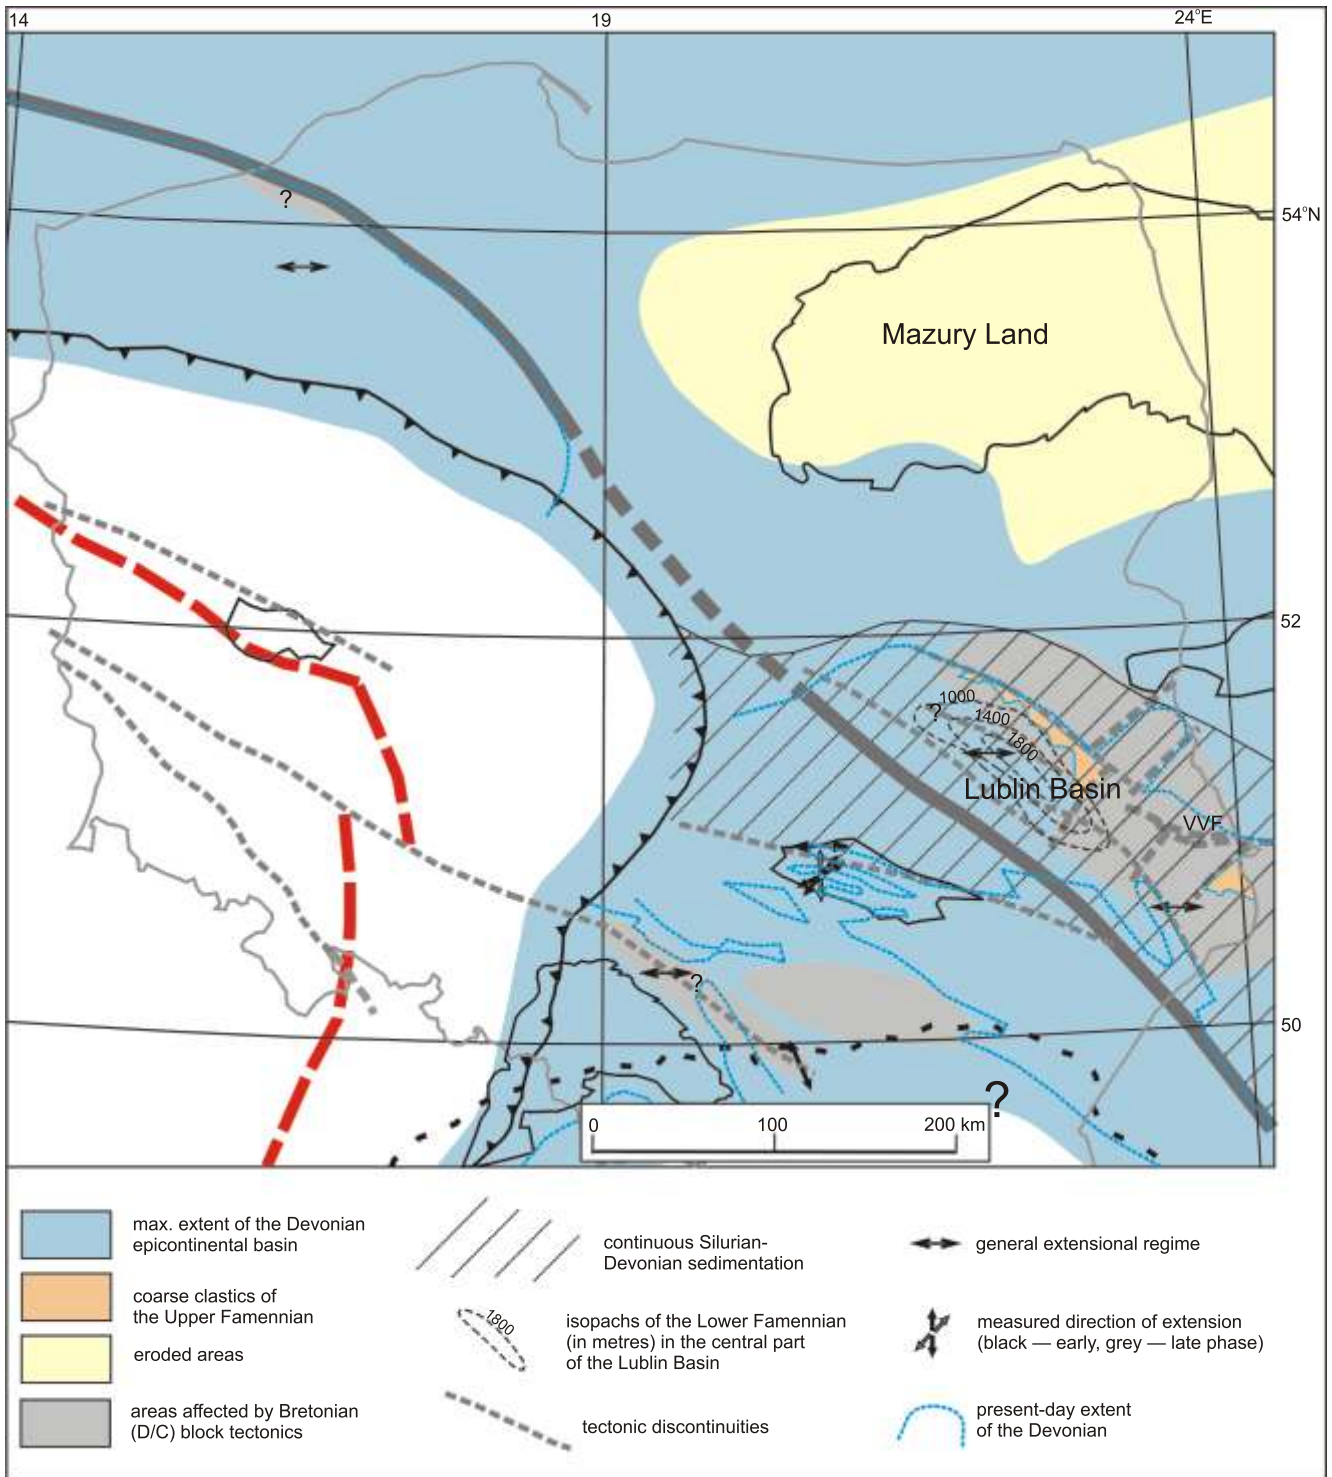 14
19
24°E
?
54°N
Mazury Land
52
1000
?
1400
1800
Lublin Basin
VVF
?
50
?
0
100
200 km
max. extent of the Devonian
epicontinental basin
coarse clastics of
the Upper Famennian
eroded areas
areas affected by Bretonian
(D/C) block tectonics
continuous Silurian-
Devonian sedimentation
1800
isopachs of the Lower Famennian
(in metres) in the central part
of the Lublin Basin
tectonic discontinuities
general extensional regime
measured direction of extension
(black — early, grey — late phase)
present-day extent
of the Devonian